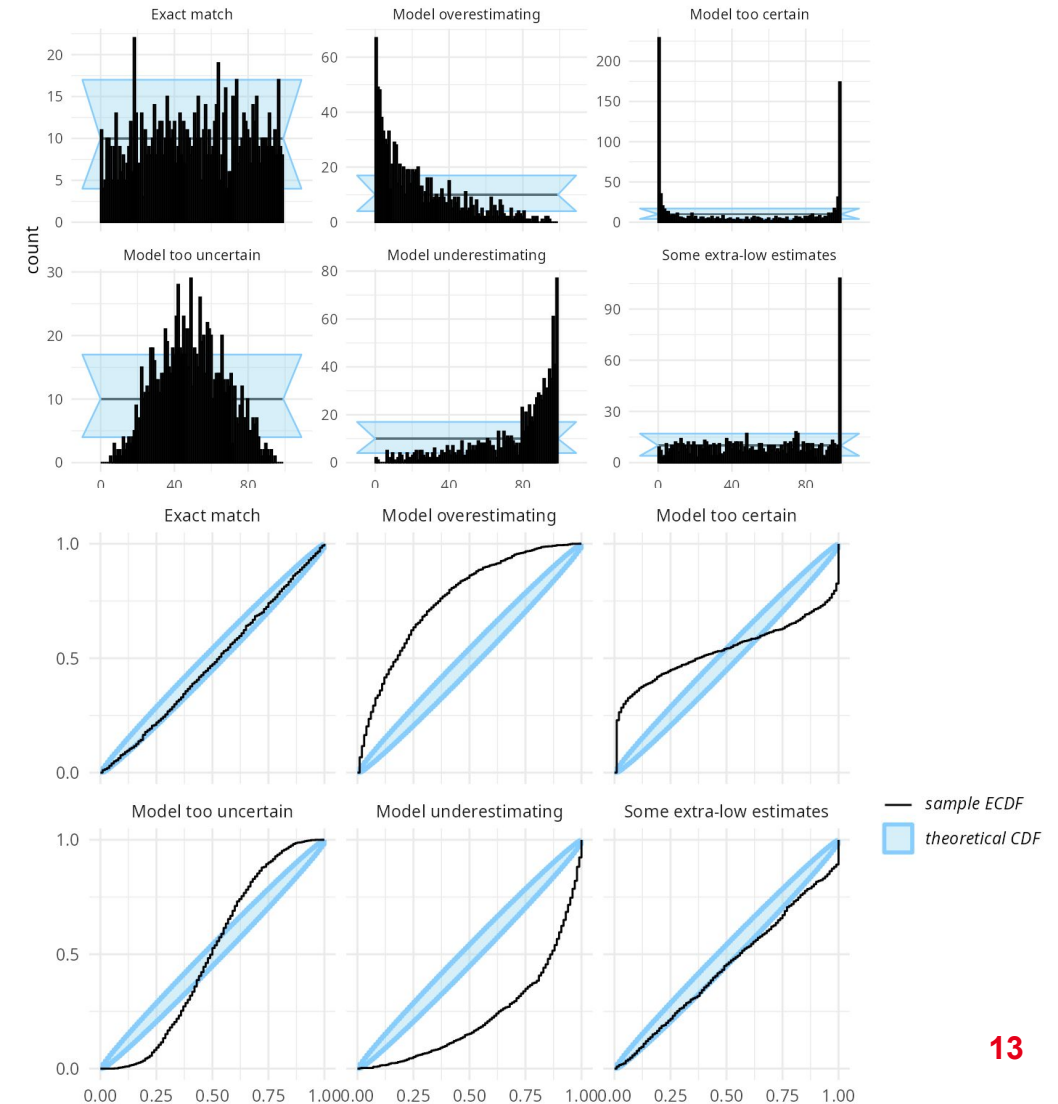 Exact match Model overestimating Model too certain
20 60 200
15 150
40
10 100
20
5 50
0 0 0
count
Model too uncertain Model underestimating Some extra-low estimates
30 80
90
60
20
60
40
10
20 30
0 0 0
0 40 80 0 40 80 0 40 80
Exact match Model overestimating Model too certain
1.0
0.5
0.0
Model too uncertain Model underestimating Some extra-low estimates
sample ECDF
theoretical CDF
1.0
0.5
0.0
0.00 0.25 0.50 0.75 1.00 0.00 0.25 0.50 0.75 1.00 0.00 0.25 0.50 0.75 1.00
13